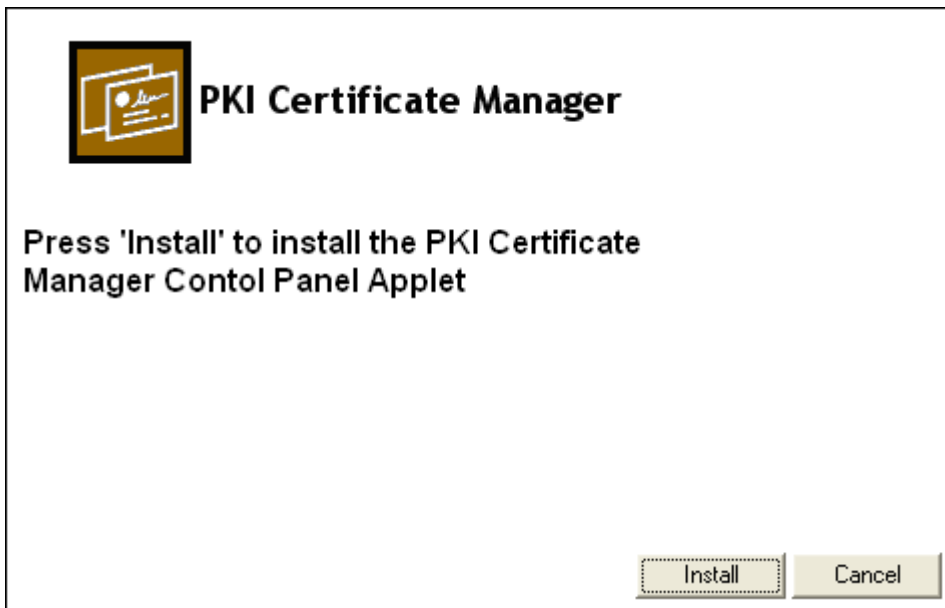 PKI Certificate Manager
Press 'Install' to install the PKI Certificate
Manager Contol Panel Applet
Install Cancel